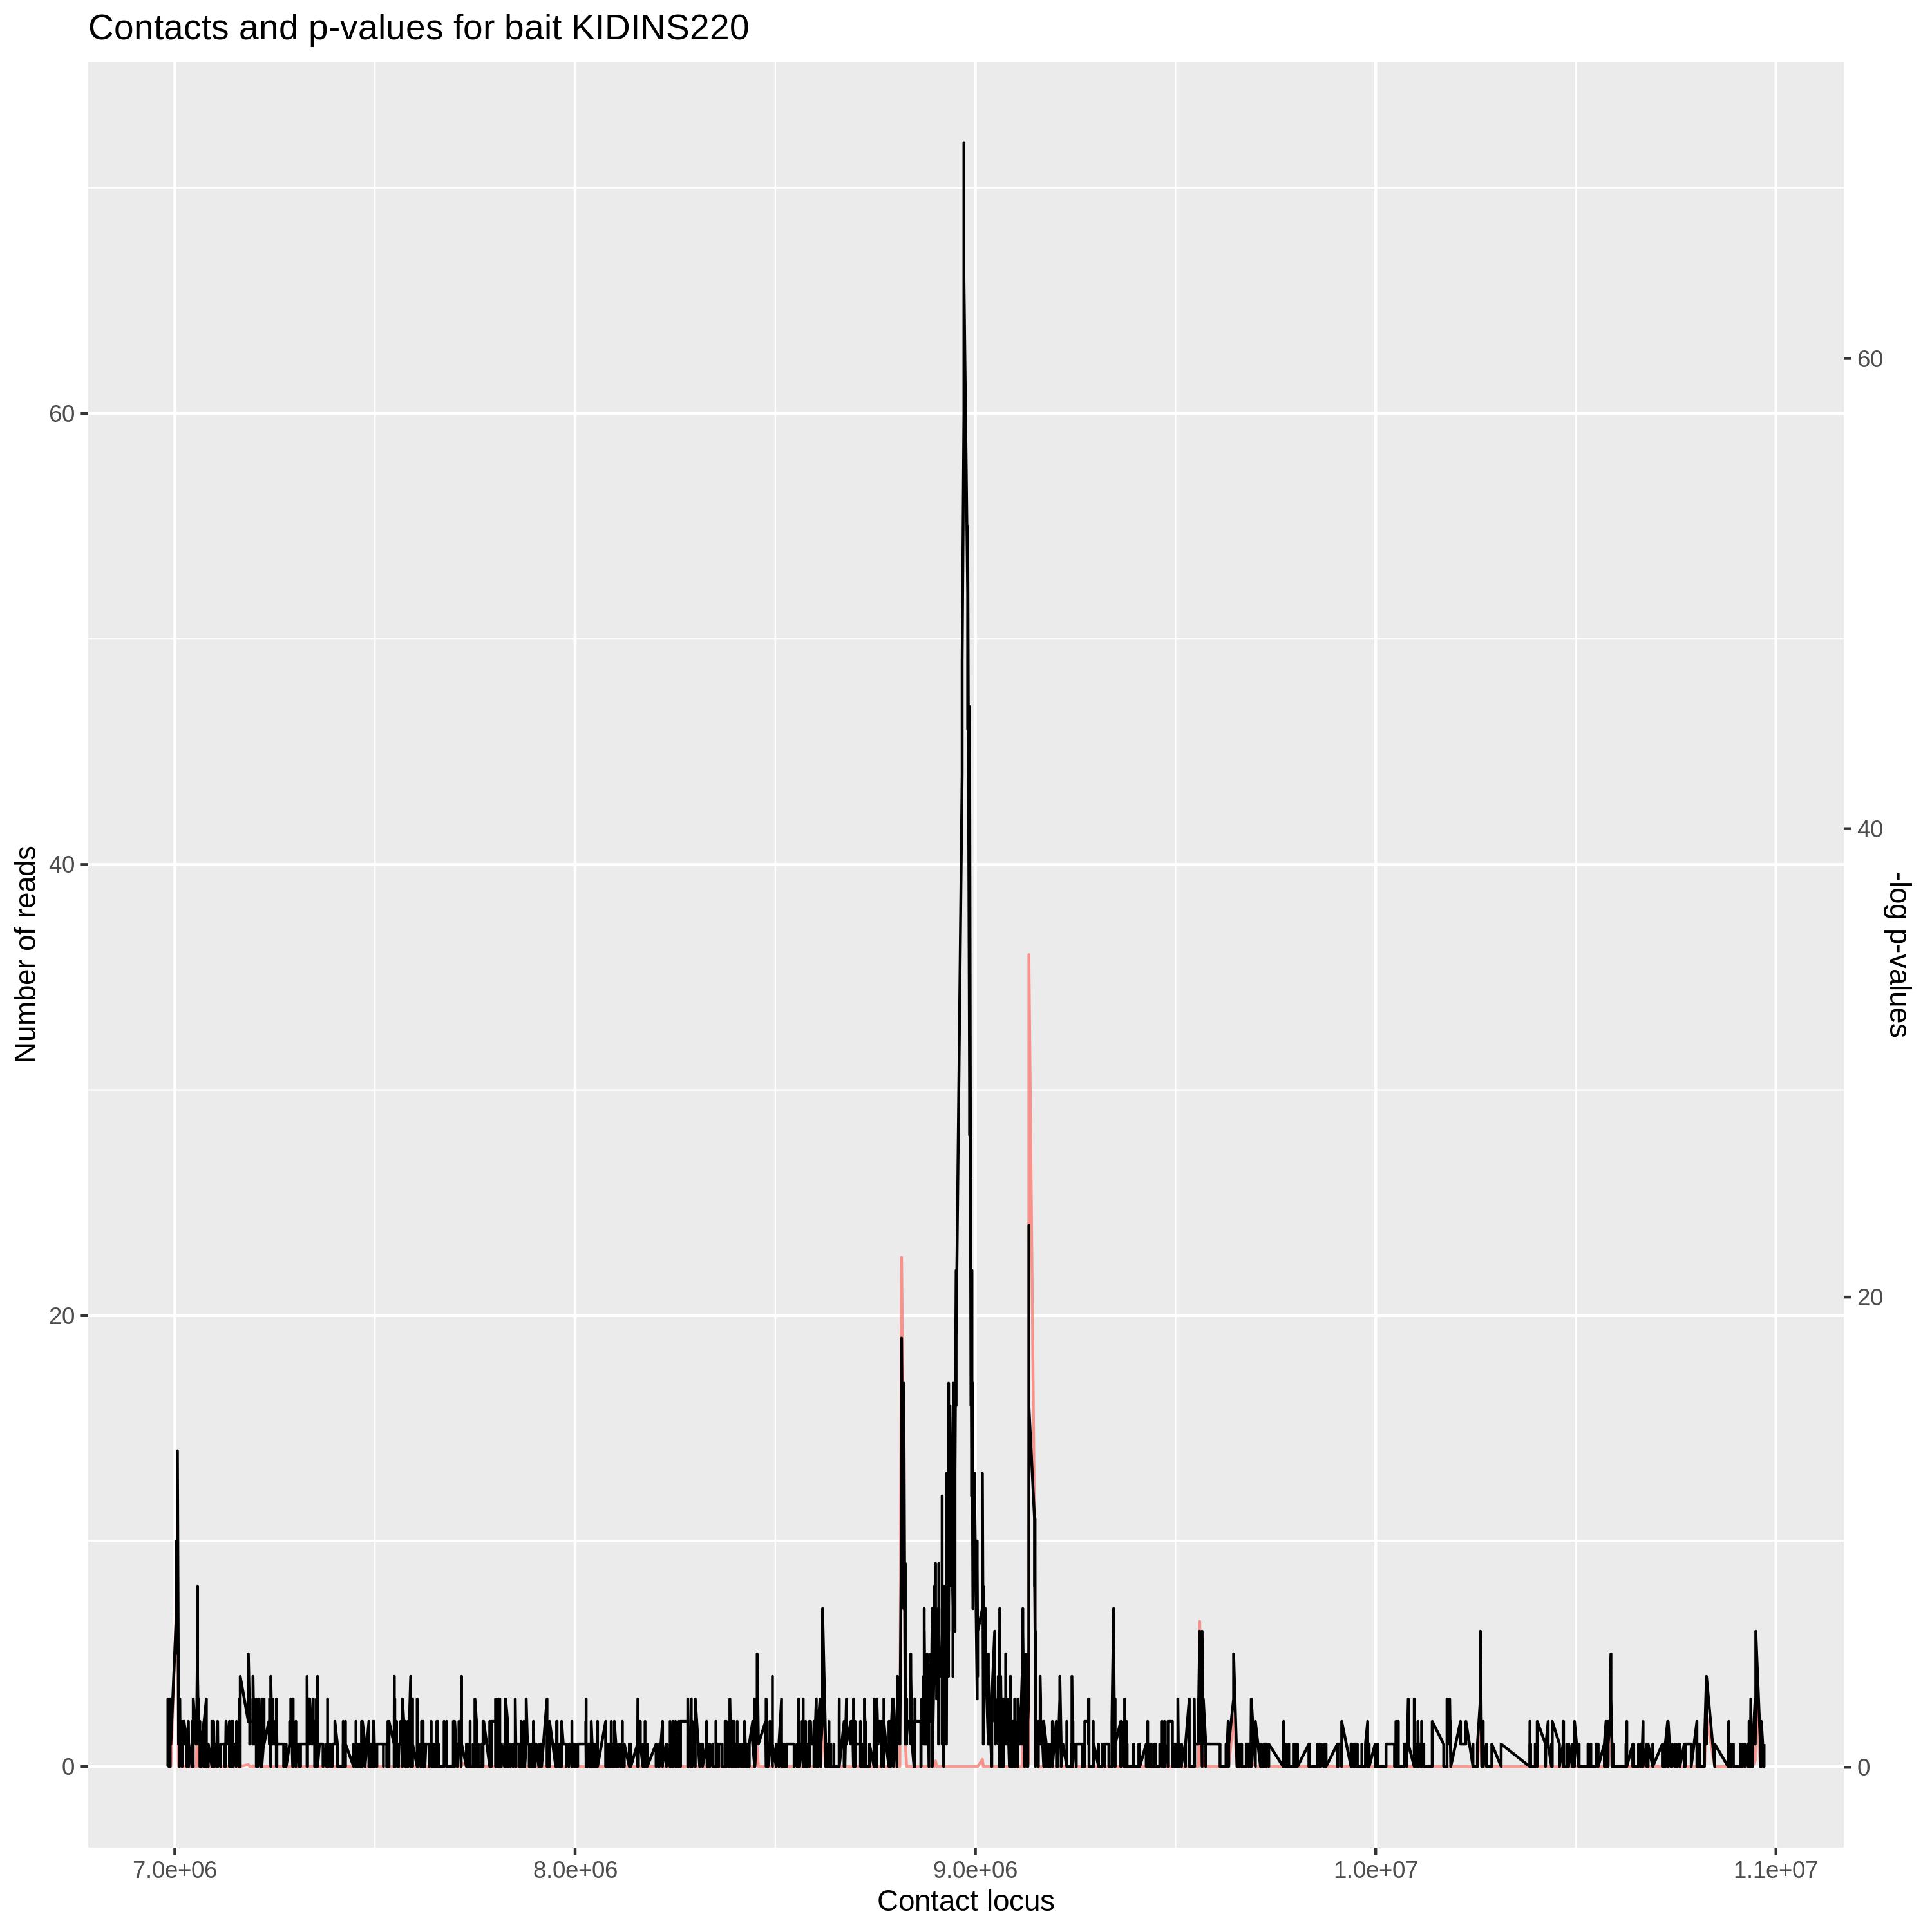 Contacts and p-values for bait KIDINS220
Number of reads
60
40
20
0
60
40
20
0
-log p-values
7.0e+06
8.0e+06
9.0e+06
1.0e+07
1.1e+07
Contact locus